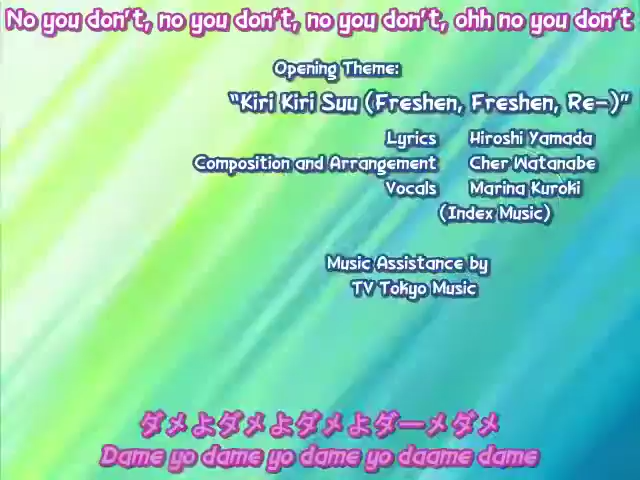 No you don't, no you don't, no you don't, ohh no you don't
Opening Theme:
"Kiri Kiri Suu (Freshen, Freshen, Re-)"
Lyrics Hiroshi Yamada
Composition and Arrangement Cher Watanabe
Vocals Marina Kuroki
(Index Music)
Music Assistance by
TV Tokyo Music
ダメよダメよダメよダーメダメ
Dame yo dame yo dame yo daame dame